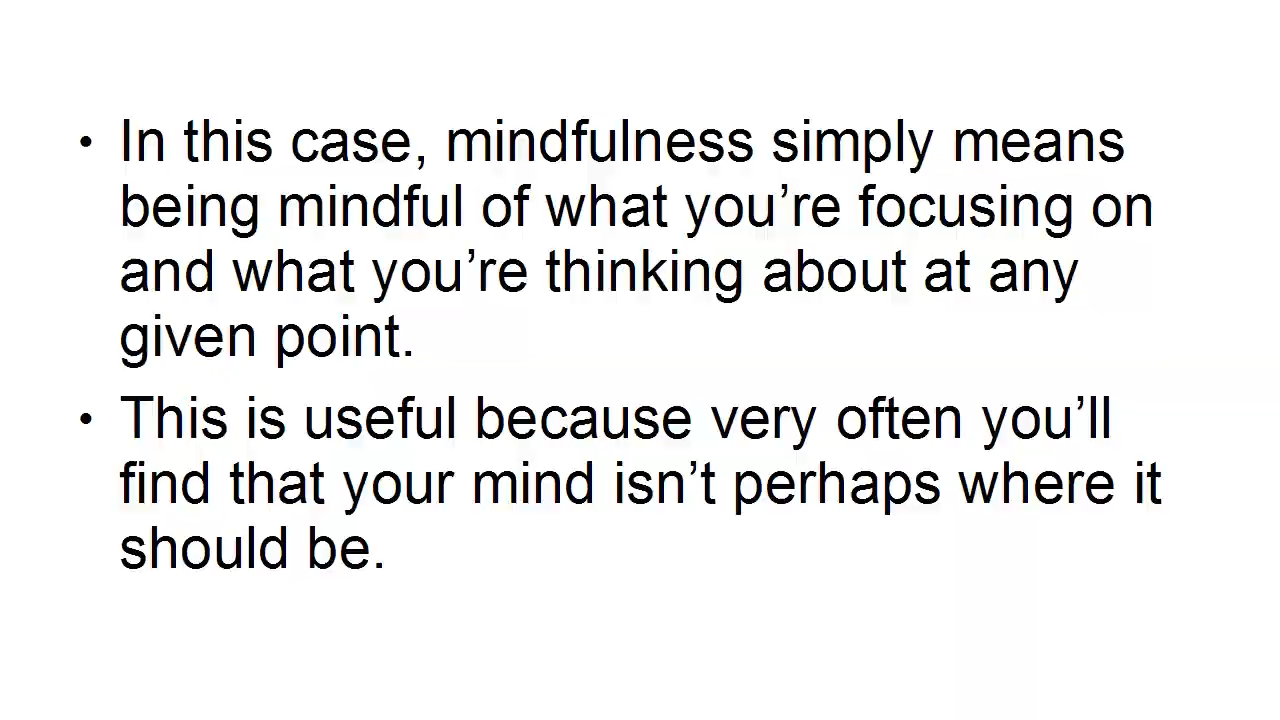 • In this case, mindfulness simply means
being mindful of what you’re focusing on
and what you’re thinking about at any
given point.
• This is useful because very often you’ll
find that your mind isn’t perhaps where it
should be.